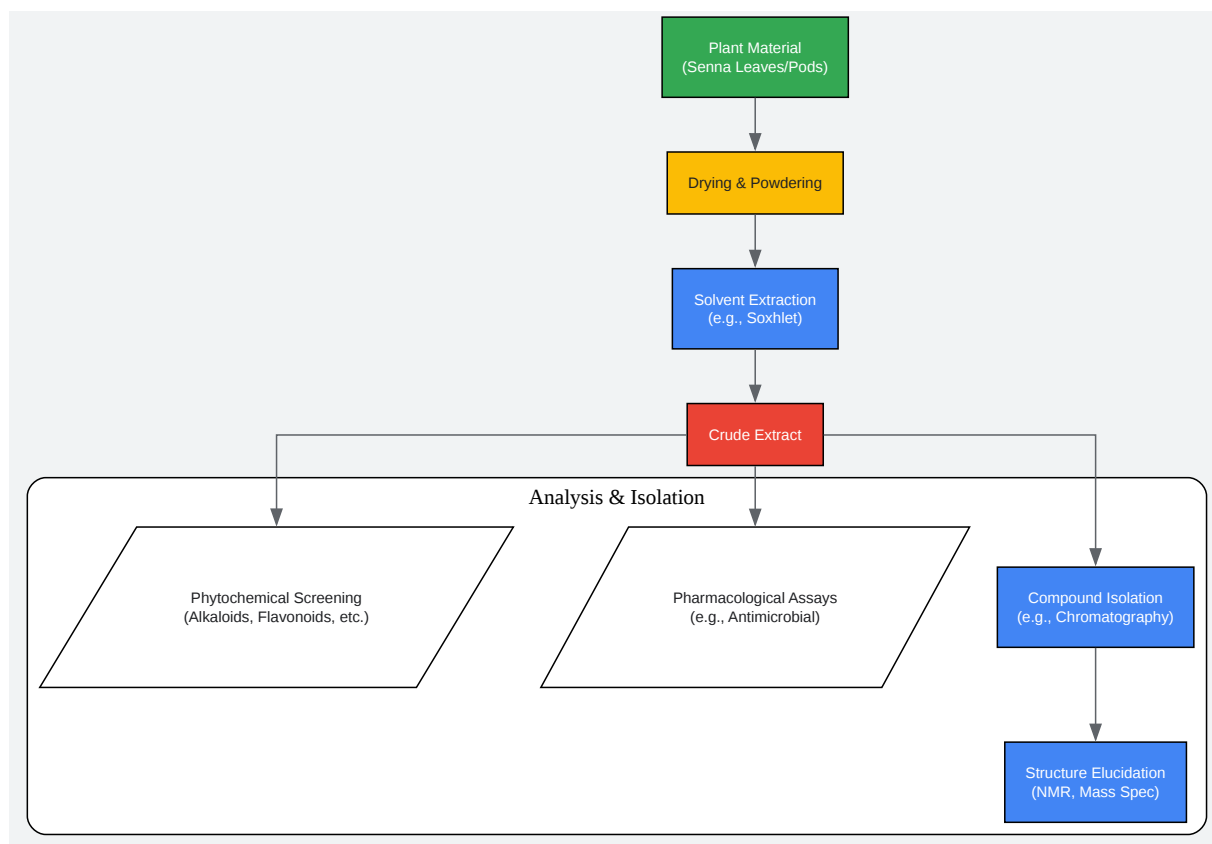 Plant Material
(Senna Leaves/Pods)
Drying & Powdering
Solvent Extraction
(e.g., Soxhlet)
Crude Extract
Analysis & Isolation
Phytochemical Screening
(Alkaloids, Flavonoids, etc.)
Pharmacological Assays
(e.g., Antimicrobial)
Compound Isolation
(e.g., Chromatography)
Structure Elucidation
(NMR, Mass Spec)